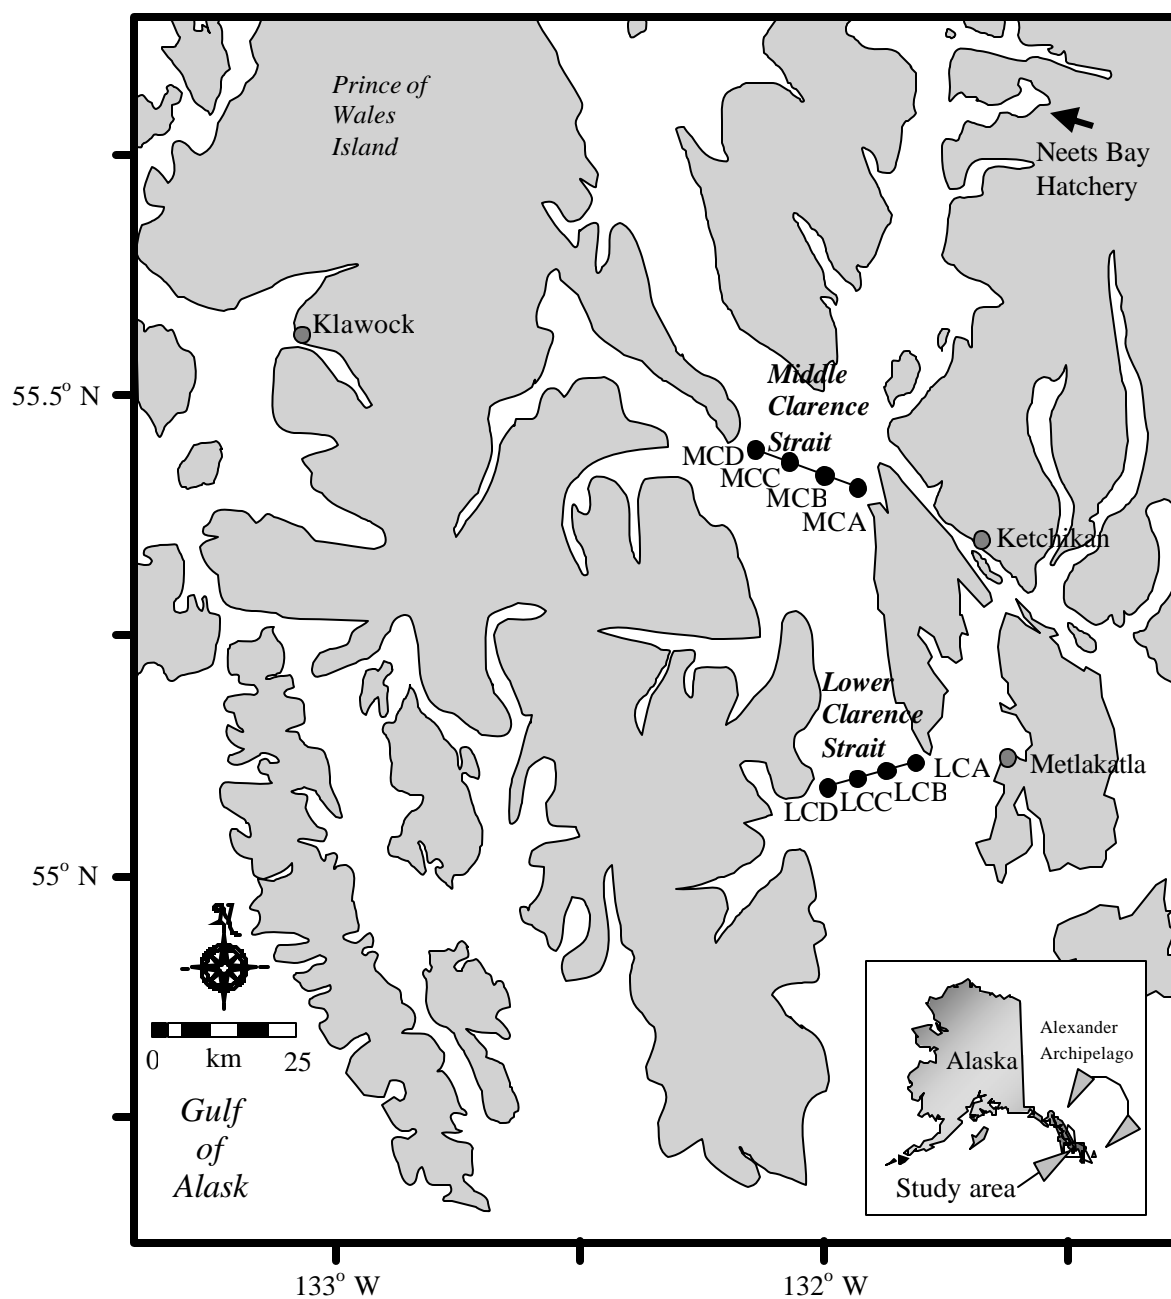 Prince of
Wales
Island
Neets Bay
Hatchery
Klawock
55.5° N
Middle
Clarence
Strait
MCD
MCC
MCB
MCA
Ketchikan
Lower
Clarence
Strait
LCA
LCB
LCC
LCD
Metlakatla
55° N
N
0 km 25
Gulf
of
Alask
Alexander
Archipelago
Alaska
Study area
133° W
132° W